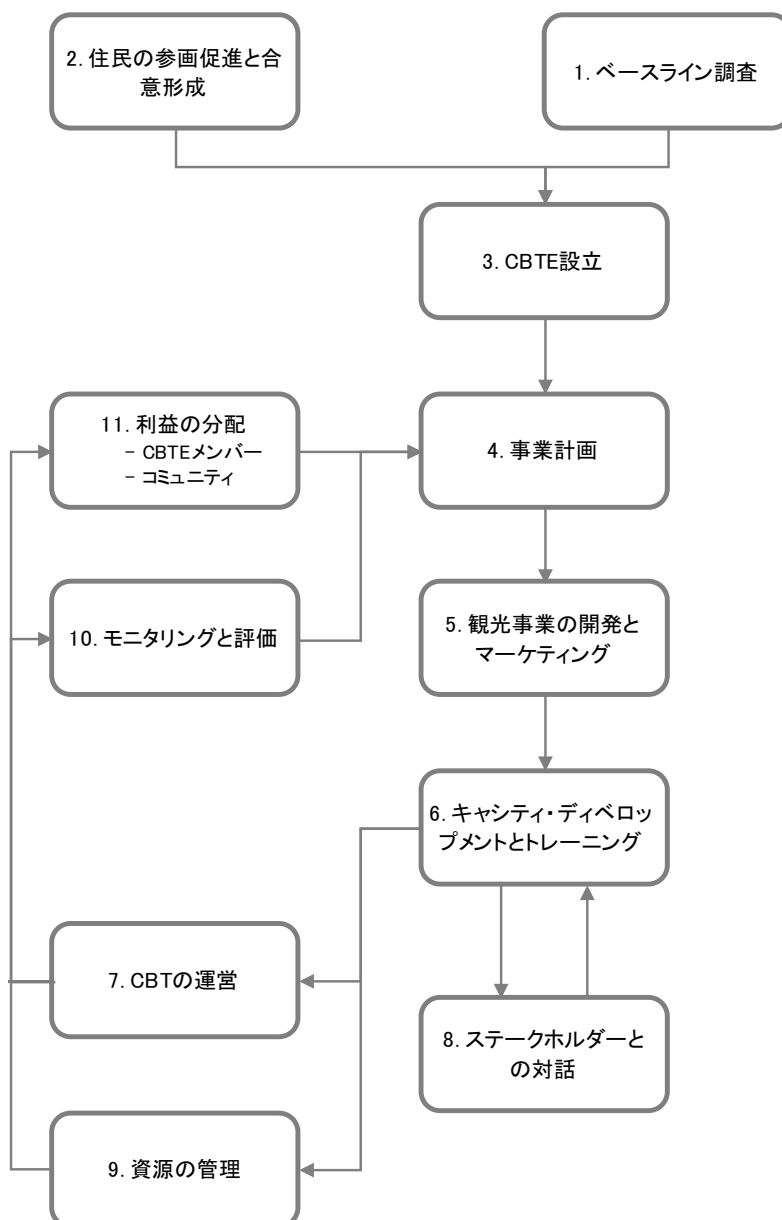 2. 住民の参画促進と合
意形成
1. ベースライン調査
3. CBTE設立
11. 利益の分配
- CBTEメンバー
- コミュニティ
4. 事業計画
10. モニタリングと評価
5. 観光事業の開発と
マーケティング
6. キャシティ・ディベロッ
プメントとトレーニング
7. CBTの運営
8. ステークホルダーと
の対話
9. 資源の管理